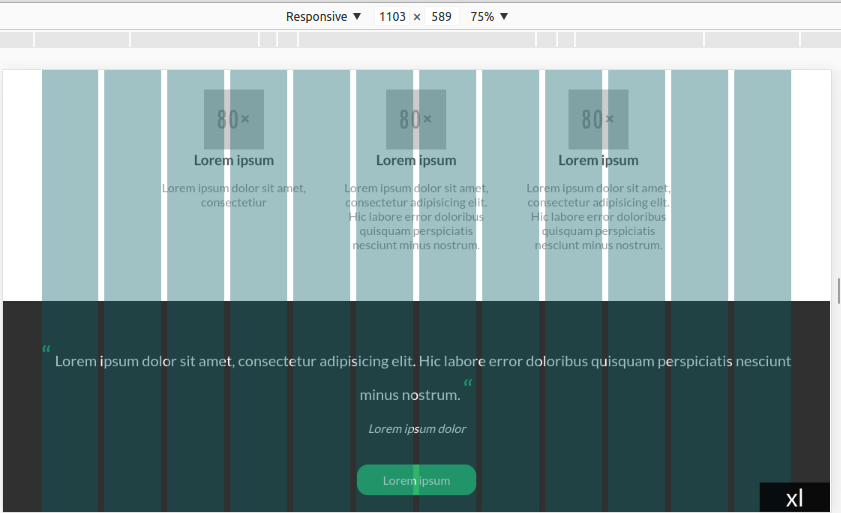 Responsive ▼ 1103 × 589 75% ▼
80× 80× 80×
Lorem ipsum Lorem ipsum Lorem ipsum
Lorem ipsum dolor sit amet,
consectetiur
Lorem ipsum dolor sit amet,
consectetur adipisicing elit.
Hic labore error doloribus
quisquam perspiciatis
nesciunt minus nostrum.
Lorem ipsum dolor sit amet,
consectetur adipisicing elit.
Hic labore error doloribus
quisquam perspiciatis
nesciunt minus nostrum.
“ Lorem ipsum dolor sit amet, consectetur adipisicing elit. Hic labore error doloribus quisquam perspiciatis nesciunt
minus nostrum. “
Lorem ipsum dolor
Lorem ipsum
xl